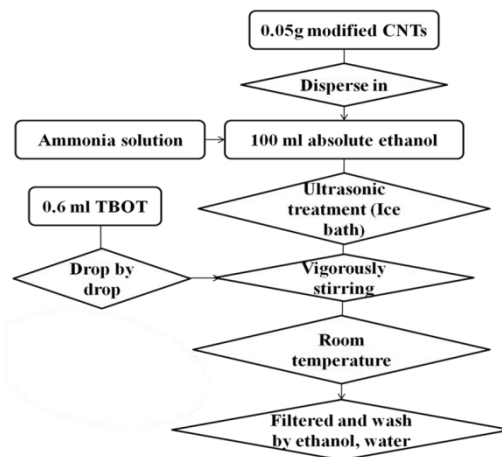 0.05g modified CNTs
Disperse in
Ammonia solution
100 ml absolute ethanol
Ultrasonic
treatment (Ice
bath)
0.6 ml TBOT
Drop by
drop
Vigorously
stirring
Room
temperature
Filtered and wash
by ethanol, water